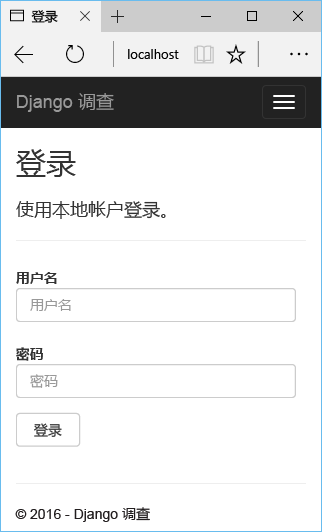 登录
localhost
Django 调查
登录
使用本地帐户登录。
用户名
用户名
密码
密码
登录
© 2016 - Django 调查